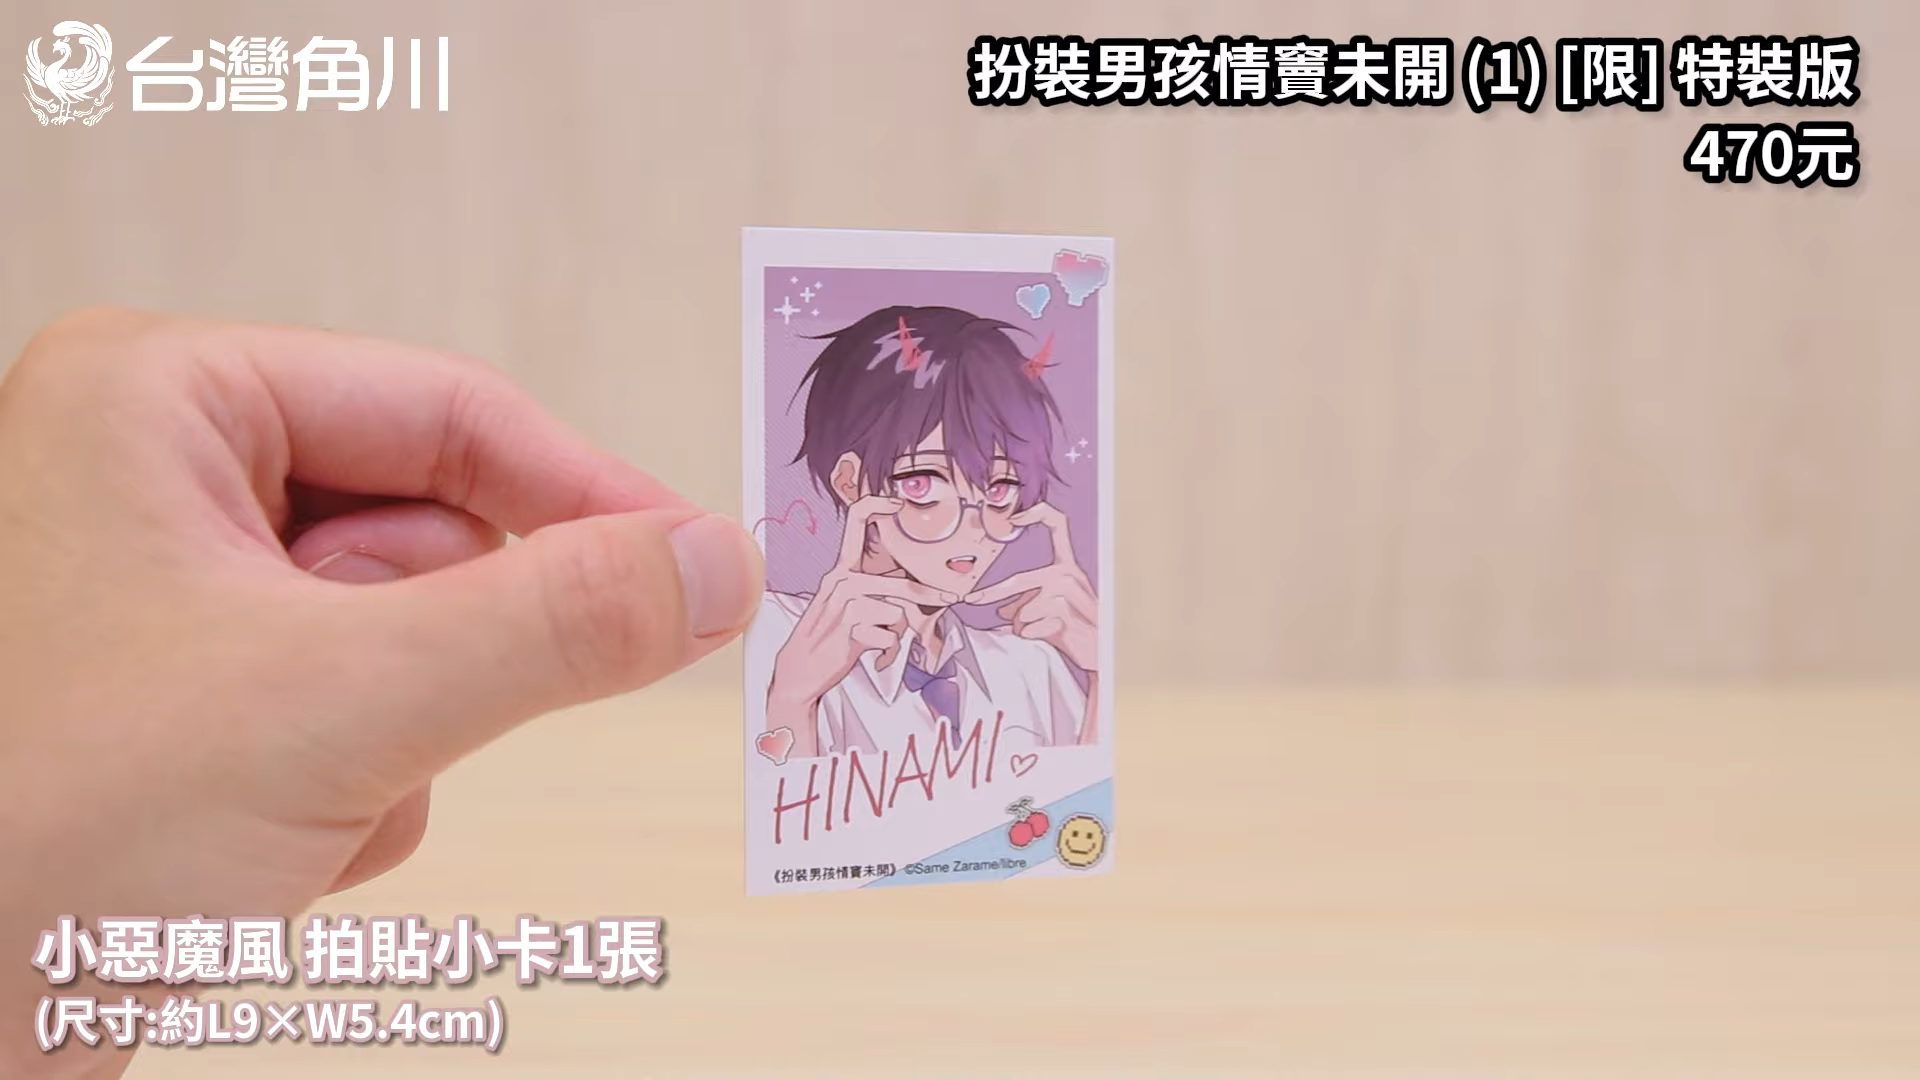 台灣角川
扮裝男孩情竇未開 (1) [限] 特裝版
470元
HINAMI♡
《扮裝男孩情竇未開》©Same Zarame/libre
小惡魔風 拍貼小卡1張
(尺寸:約L9×W5.4cm)